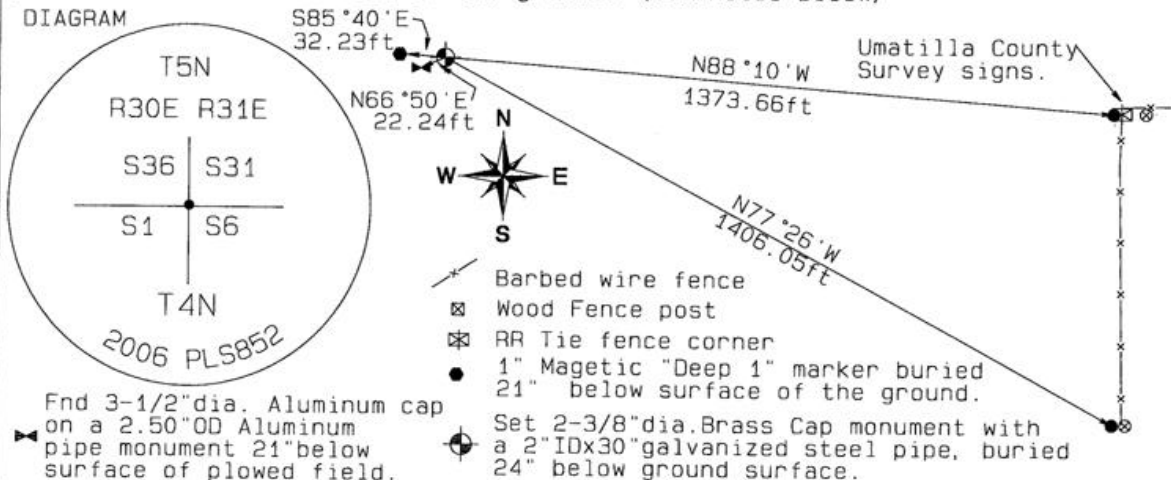 DIAGRAM
S85°40'E
32.23ft
T5N
R30E R31E
S36 S31
S1 S6
T4N
2006 PLS852
N66°50'E
22.24ft
N88°10'W
1373.66ft
Umatilla County
Survey signs.
N
W E
S
N77°26'W
1406.05ft
Barbed wire fence
Wood Fence post
RR Tie fence corner
1" Magetic "Deep 1" marker buried
21" below surface of the ground.
Fnd 3-1/2"dia. Aluminum cap
on a 2.50"OD Aluminum
pipe monument 21"below
surface of plowed field.
Set 2-3/8"dia.Brass Cap monument with
a 2"IDx30"galvanized steel pipe, buried
24" below ground surface.